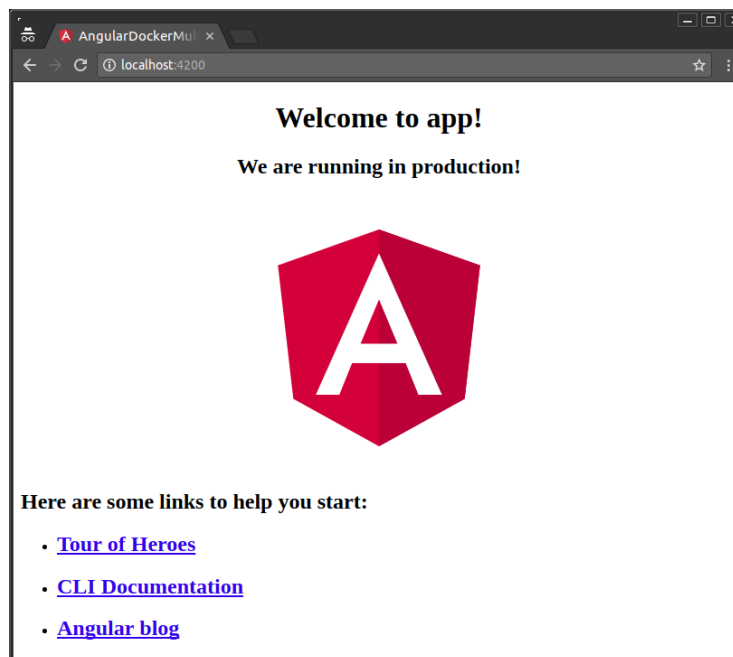 AngularDockerMul
localhost:4200
Welcome to app!
We are running in production!
A
Here are some links to help you start:
Tour of Heroes
CLI Documentation
Angular blog